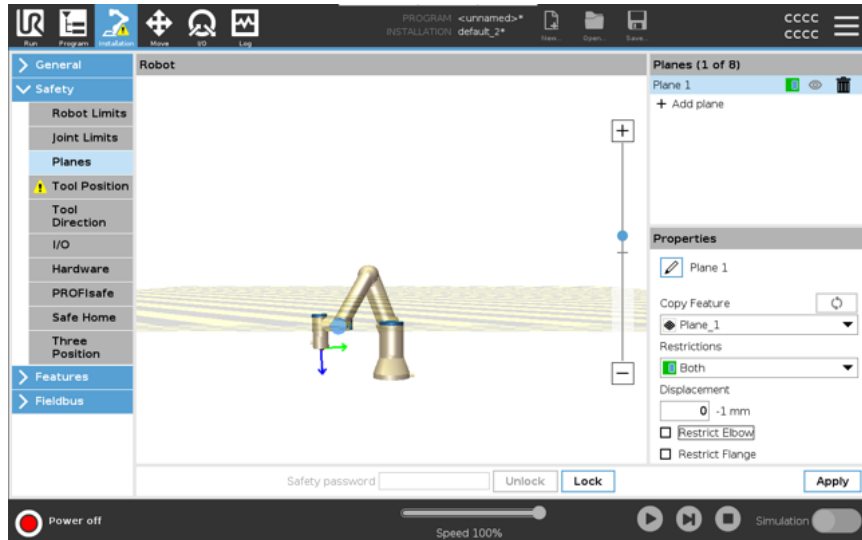 PROGRAM <unnamed>*
INSTALLATION default_2*
UR
Run
Program
Installation
Move
I/O
Log
New...
Open...
Save...
CCCC
CCCC
General
Safety
Robot Limits
Joint Limits
Planes
Tool Position
Tool
Direction
I/O
Hardware
PROFIsafe
Safe Home
Three
Position
Features
Fieldbus
Robot
Planes (1 of 8)
Plane 1
+ Add plane
Properties
Plane 1
Copy Feature
Plane_1
Restrictions
Both
Displacement
0 -1 mm
Restrict Elbow
Restrict Flange
Safety password
Unlock
Lock
Apply
Power off
Speed 100%
Simulation